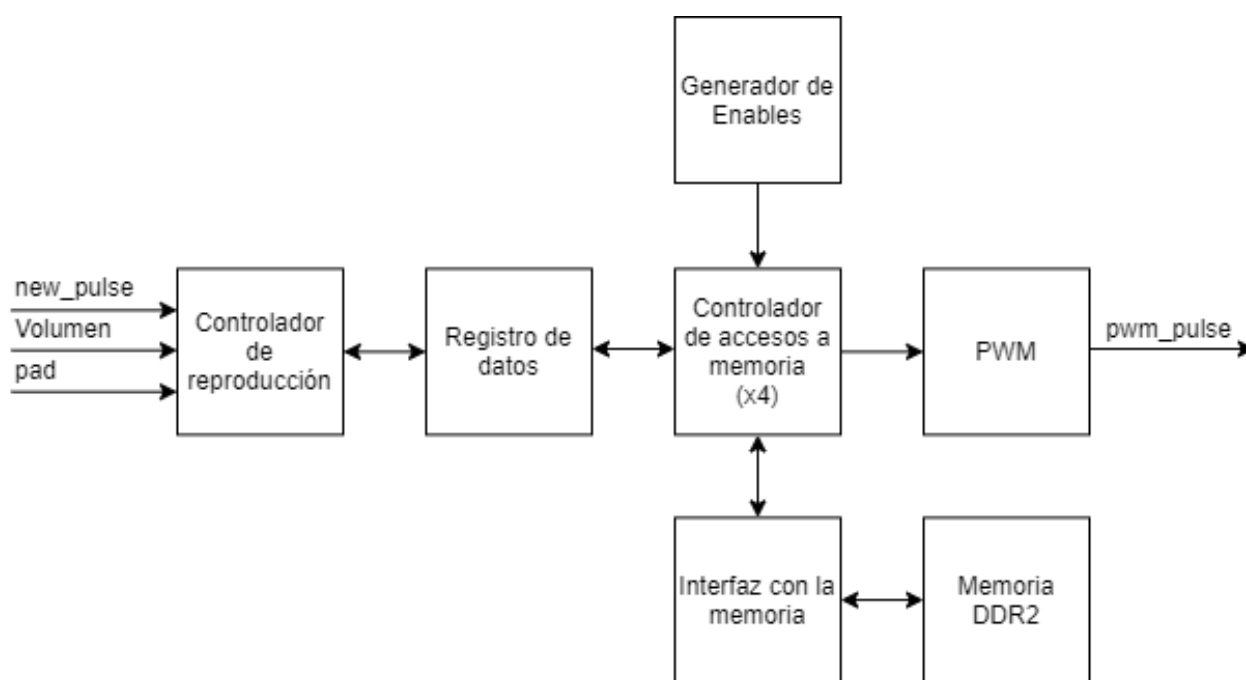 Generador de
Enables
new_pulse
Volumen
pad
Controlador
de
reproducción
Registro de
datos
Controlador
de accesos a
memoria
(x4)
PWM
pwm_pulse
Interfaz con la
memoria
Memoria
DDR2